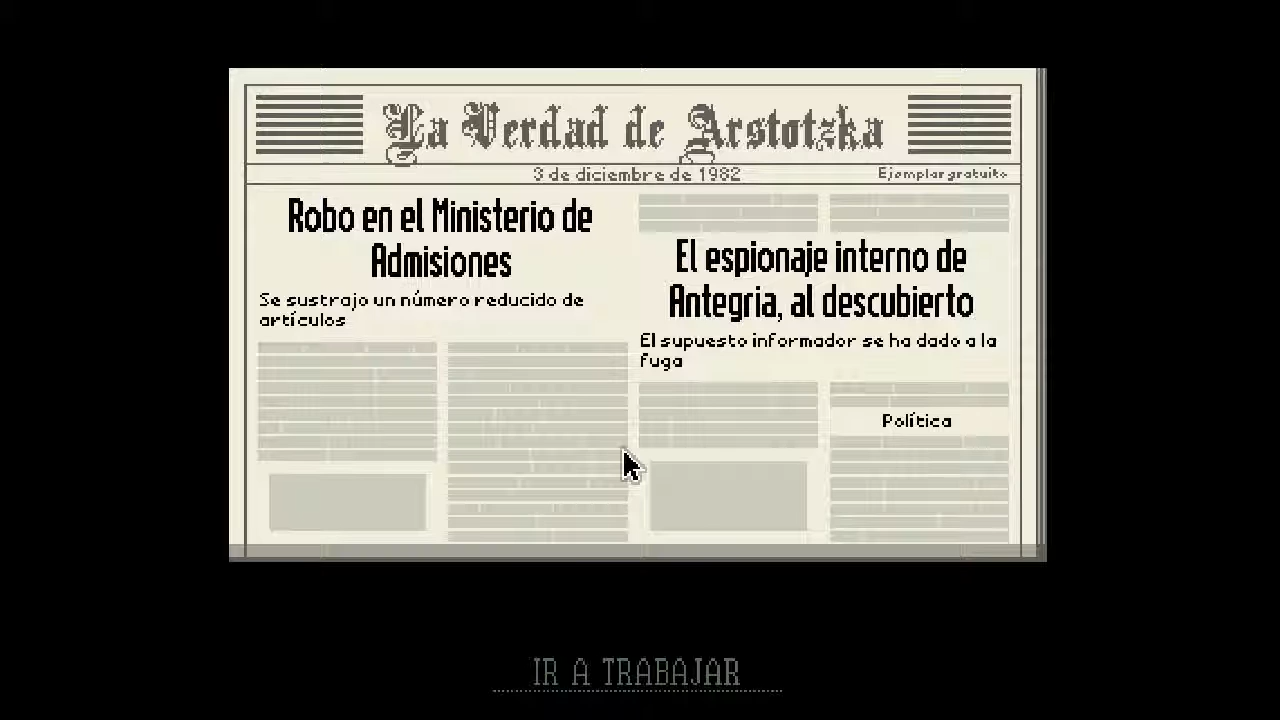 La Verdad de Arstotzka
3 de diciembre de 1982
Ejemplar gratuito
Robo en el Ministerio de
Admisiones
Se sustrajo un número reducido de
artículos
El espionaje interno de
Antegria, al descubierto
El supuesto informador se ha dado a la
fuga
Política
IR A TRABAJAR